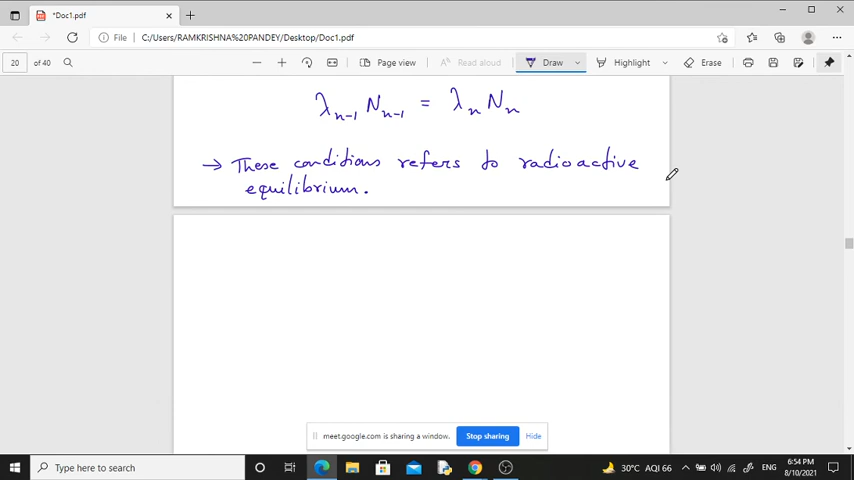 *Doc1.pdf
File
C:/Users/RAMKRISHNA%20PANDEY/Desktop/Doc1.pdf
20 of 40
Page view
Read aloud
Draw
Highlight
Erase
λn-1 Nn-1 = λn Nn
→ These conditions refers to radioactive
equilibrium.
meet.google.com is sharing a window.
Stop sharing
Hide
Type here to search
30°C AQI 66
ENG
6:54 PM
8/10/2021